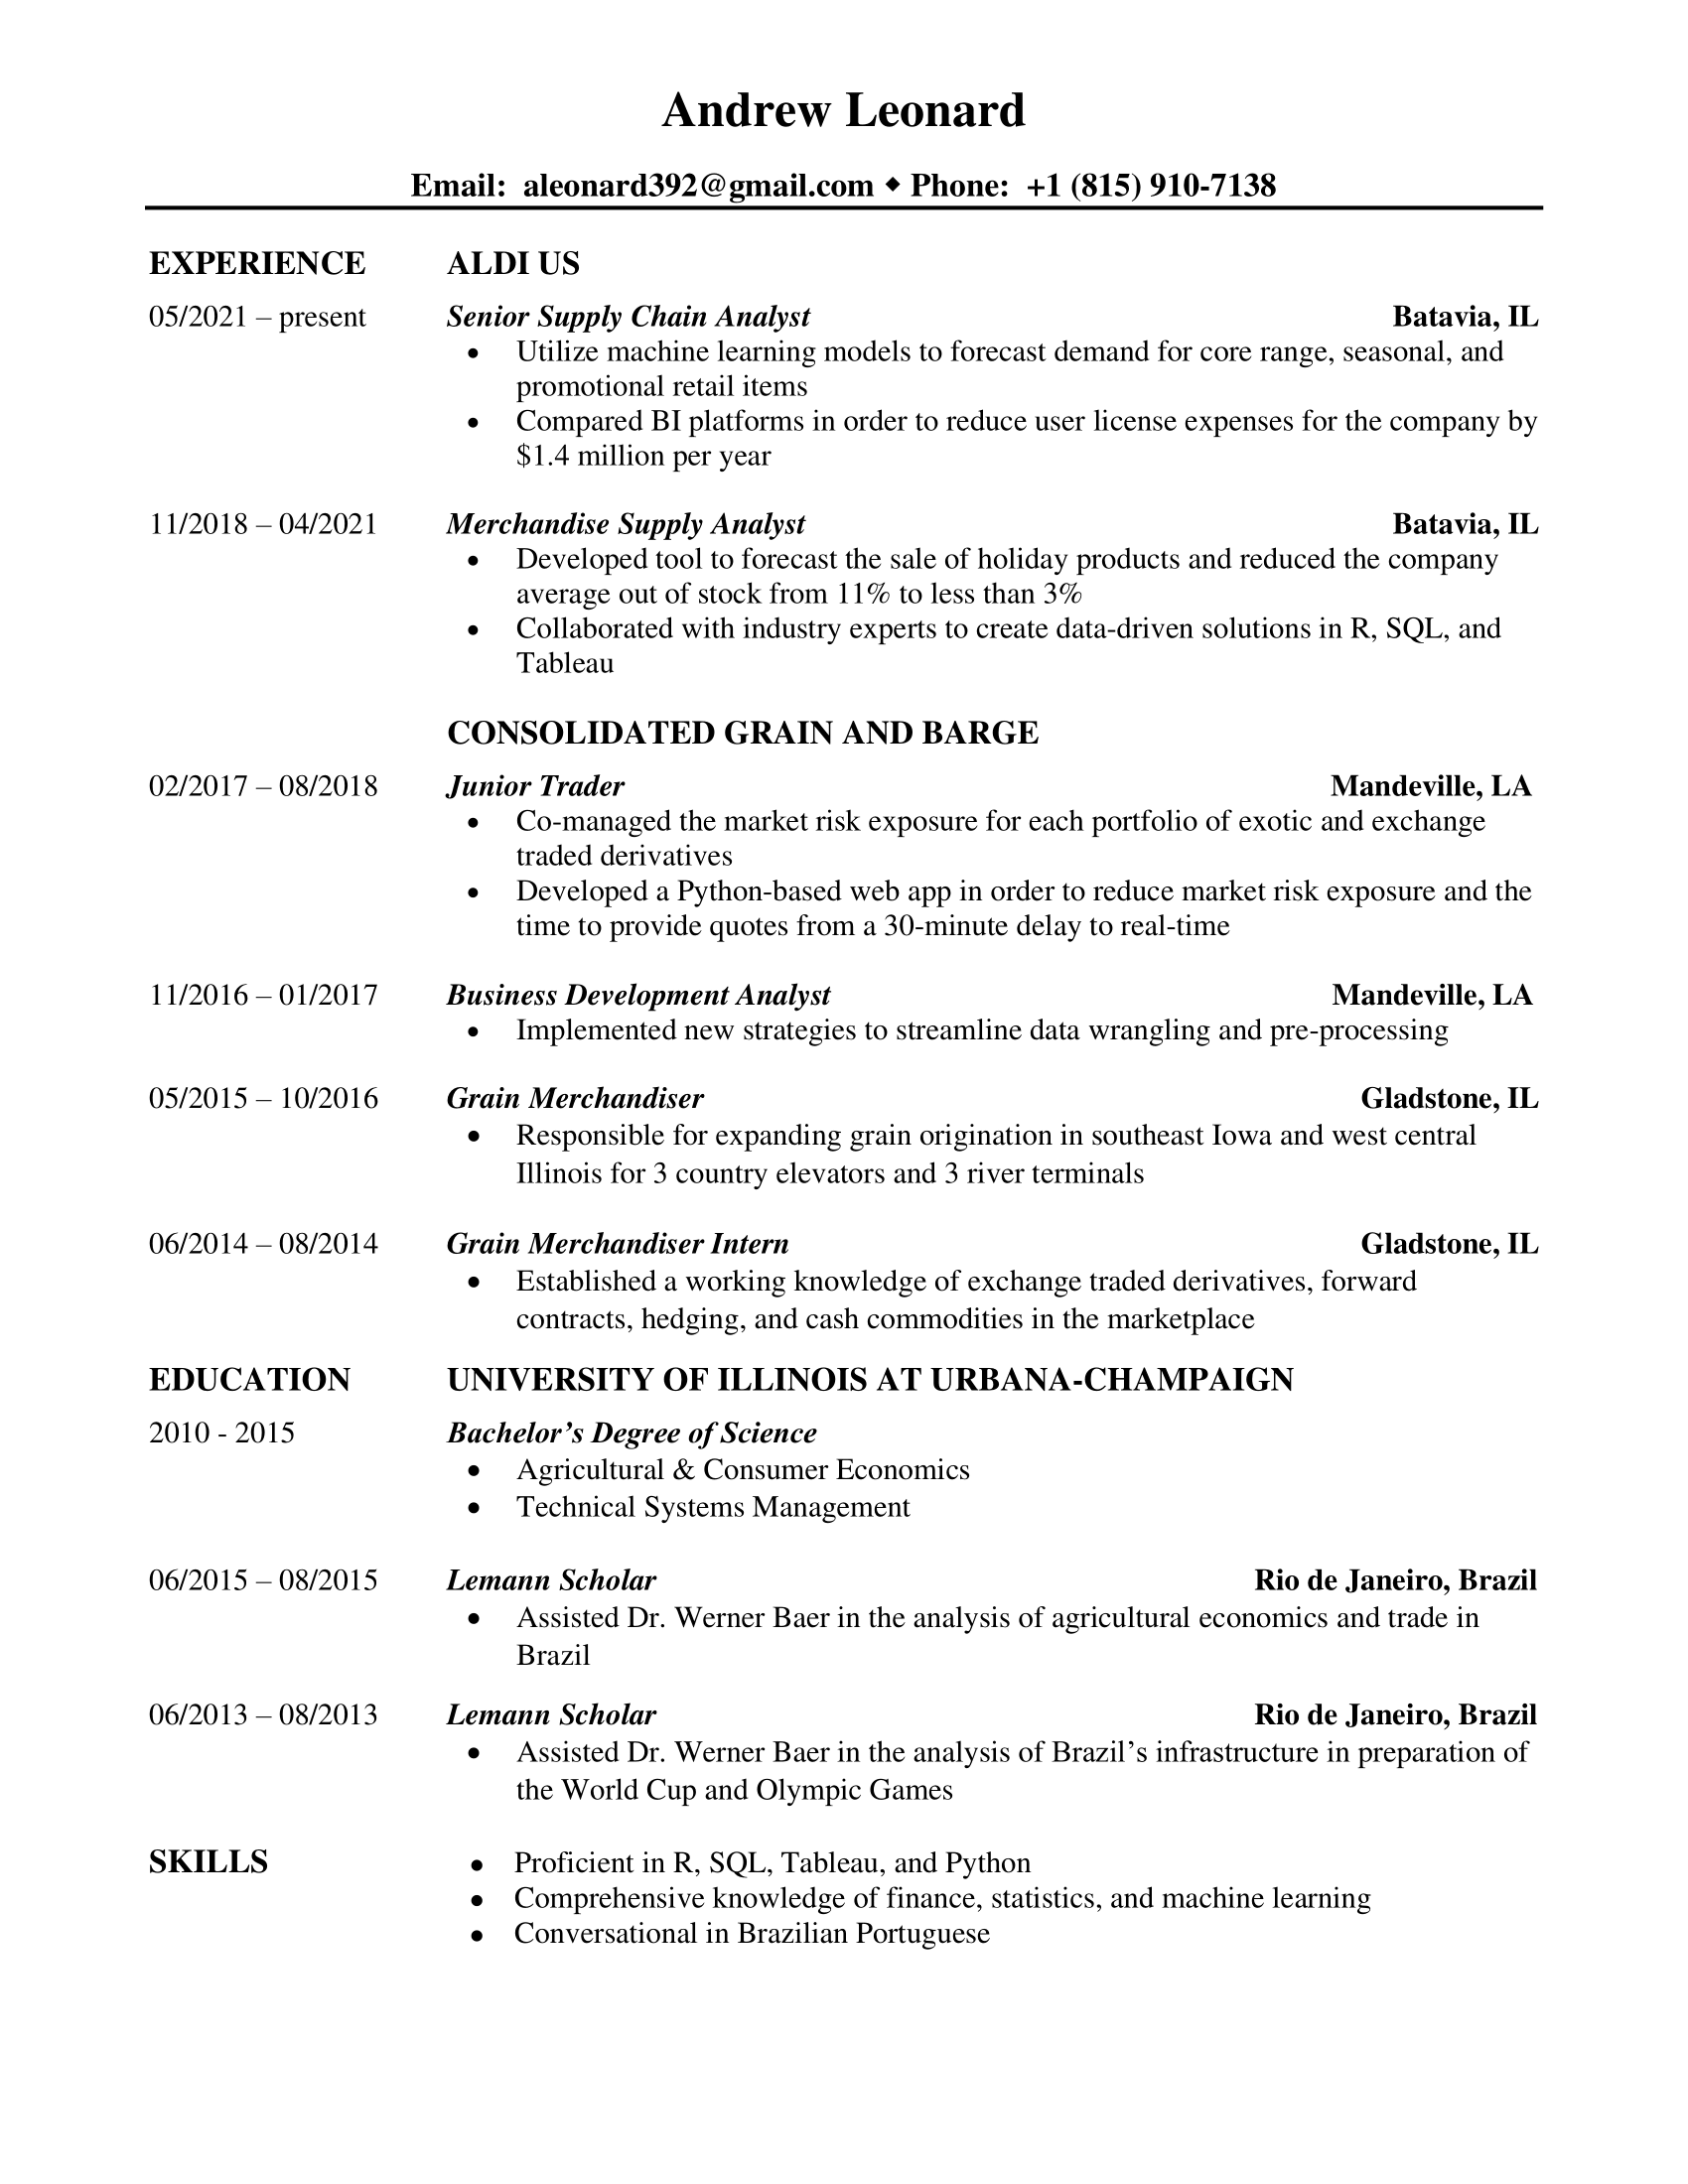 Andrew Leonard
Email:  aleonard392@gmail.com ◆ Phone:  +1 (815) 910-7138
EXPERIENCE ALDI US
05/2021 – present Senior Supply Chain Analyst Batavia, IL
• Utilize machine learning models to forecast demand for core range, seasonal, and
promotional retail items
• Compared BI platforms in order to reduce user license expenses for the company by
$1.4 million per year
11/2018 – 04/2021 Merchandise Supply Analyst Batavia, IL
• Developed tool to forecast the sale of holiday products and reduced the company
average out of stock from 11% to less than 3%
• Collaborated with industry experts to create data-driven solutions in R, SQL, and
Tableau
CONSOLIDATED GRAIN AND BARGE
02/2017 – 08/2018 Junior Trader Mandeville, LA
• Co-managed the market risk exposure for each portfolio of exotic and exchange
traded derivatives
• Developed a Python-based web app in order to reduce market risk exposure and the
time to provide quotes from a 30-minute delay to real-time
11/2016 – 01/2017 Business Development Analyst Mandeville, LA
• Implemented new strategies to streamline data wrangling and pre-processing
05/2015 – 10/2016 Grain Merchandiser Gladstone, IL
• Responsible for expanding grain origination in southeast Iowa and west central
Illinois for 3 country elevators and 3 river terminals
06/2014 – 08/2014 Grain Merchandiser Intern Gladstone, IL
• Established a working knowledge of exchange traded derivatives, forward
contracts, hedging, and cash commodities in the marketplace
EDUCATION UNIVERSITY OF ILLINOIS AT URBANA-CHAMPAIGN
2010 - 2015 Bachelor’s Degree of Science
• Agricultural & Consumer Economics
• Technical Systems Management
06/2015 – 08/2015 Lemann Scholar Rio de Janeiro, Brazil
• Assisted Dr. Werner Baer in the analysis of agricultural economics and trade in
Brazil
06/2013 – 08/2013 Lemann Scholar Rio de Janeiro, Brazil
• Assisted Dr. Werner Baer in the analysis of Brazil’s infrastructure in preparation of
the World Cup and Olympic Games
SKILLS • Proficient in R, SQL, Tableau, and Python
• Comprehensive knowledge of finance, statistics, and machine learning
• Conversational in Brazilian Portuguese